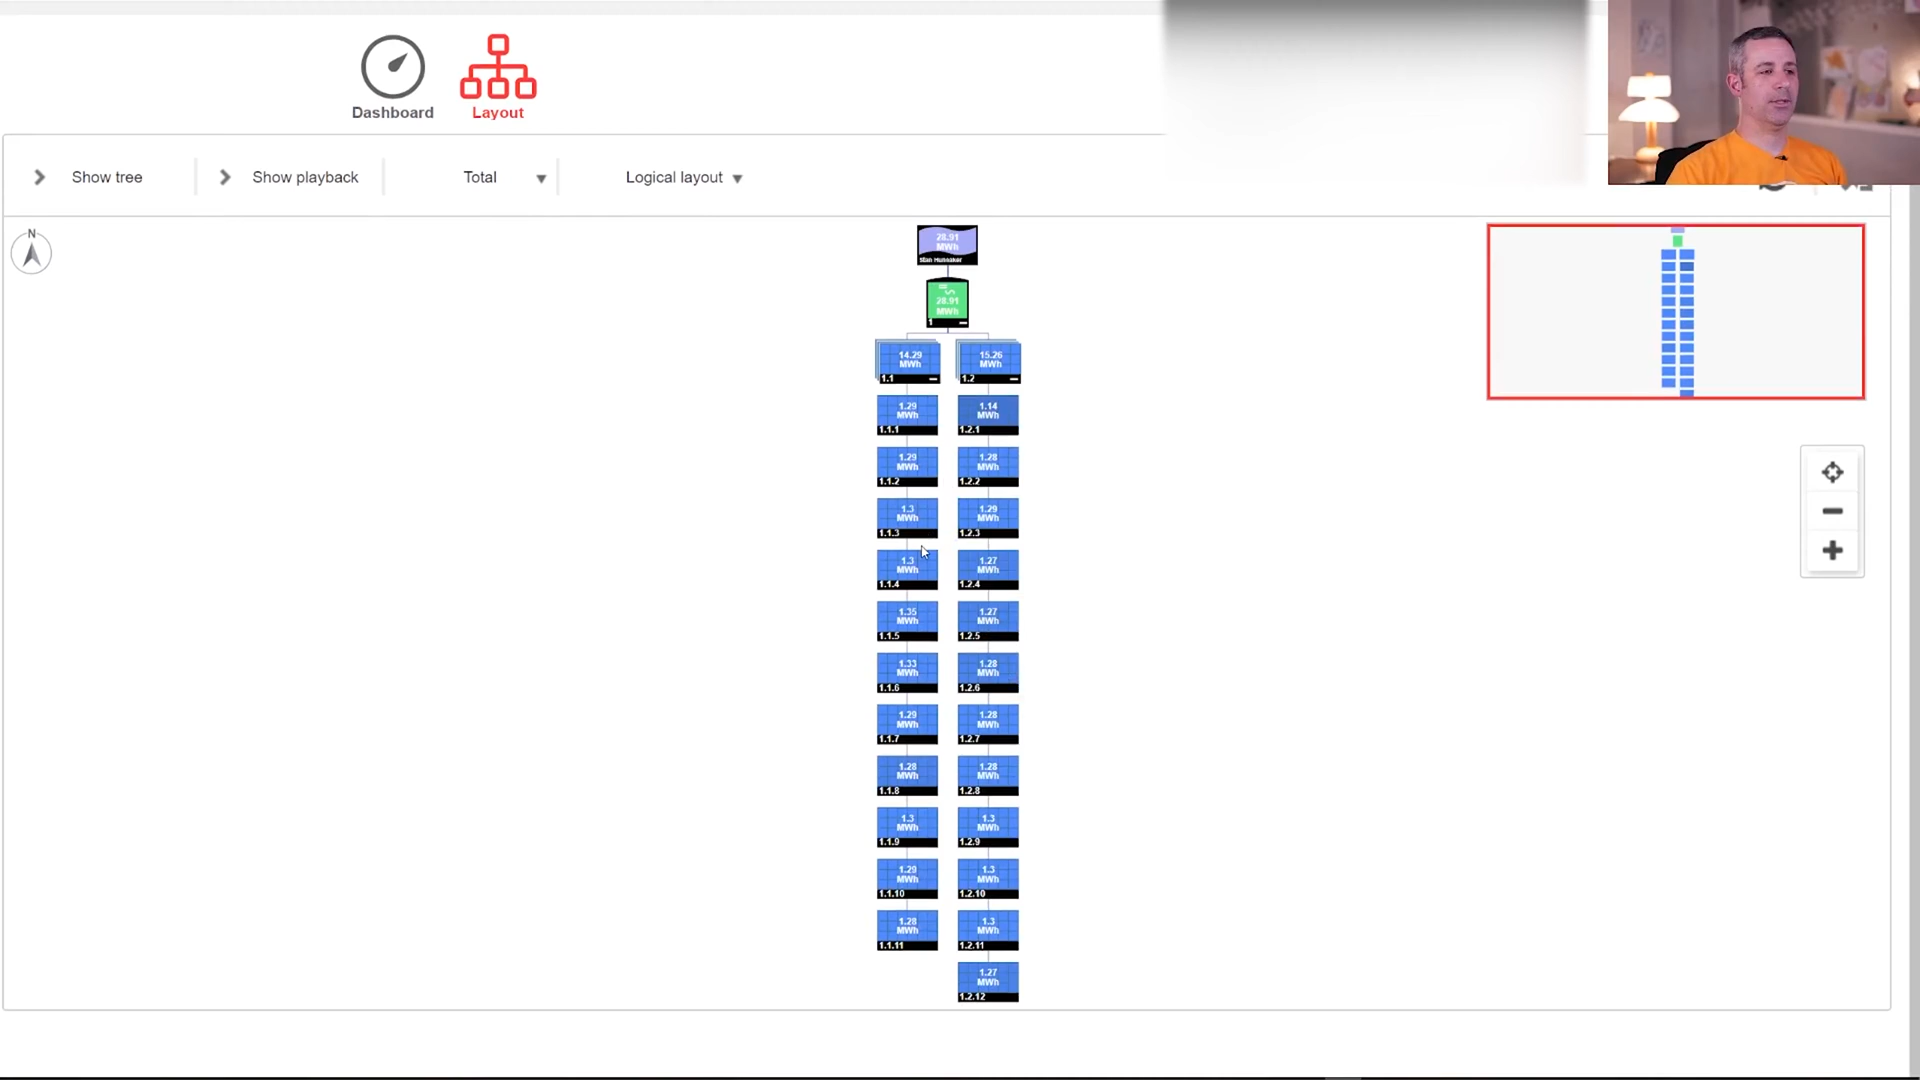 Dashboard
Layout
Show tree
Show playback
Total
Logical layout
N
28.91
MWh
28.91
MWh
1
14.29
MWh
1.1
15.26
MWh
1.2
1.29
MWh
1.1.1
1.14
MWh
1.2.1
1.29
MWh
1.1.2
1.28
MWh
1.2.2
1.3
MWh
1.1.3
1.29
MWh
1.2.3
1.3
MWh
1.1.4
1.27
MWh
1.2.4
1.35
MWh
1.1.5
1.27
MWh
1.2.5
1.33
MWh
1.1.6
1.28
MWh
1.2.6
1.29
MWh
1.1.7
1.28
MWh
1.2.7
1.28
MWh
1.1.8
1.28
MWh
1.2.8
1.3
MWh
1.1.9
1.3
MWh
1.2.9
1.29
MWh
1.1.10
1.3
MWh
1.2.10
1.28
MWh
1.1.11
1.3
MWh
1.2.11
1.27
MWh
1.2.12